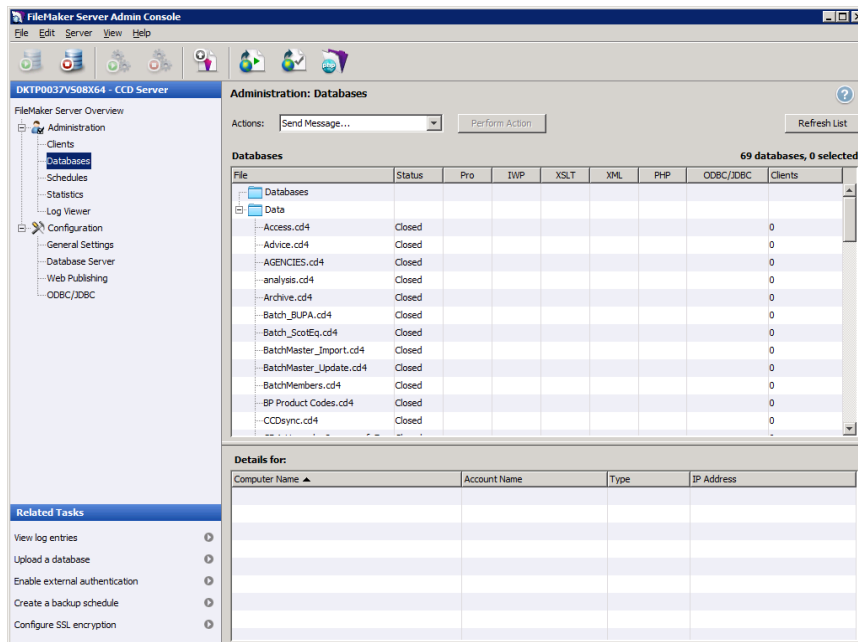 FileMaker Server Admin Console
File Edit Server View Help
DKTP0037VS08X64 - CCD Server
FileMaker Server Overview
Administration
Clients
Databases
Schedules
Statistics
Log Viewer
Configuration
General Settings
Database Server
Web Publishing
ODBC/JDBC
Related Tasks
View log entries
Upload a database
Enable external authentication
Create a backup schedule
Configure SSL encryption
php
Administration: Databases
Actions: Send Message... Perform Action Refresh List
Databases 69 databases, 0 selected
File Status Pro IWP XSLT XML PHP ODBC/JDBC Clients
Databases
Data
Access.cd4 Closed 0
Advice.cd4 Closed 0
AGENCIES.cd4 Closed 0
analysis.cd4 Closed 0
Archive.cd4 Closed 0
Batch_BUPA.cd4 Closed 0
Batch_ScotEq.cd4 Closed 0
BatchMaster_Import.cd4 Closed 0
BatchMaster_Update.cd4 Closed 0
BatchMembers.cd4 Closed 0
BP Product Codes.cd4 Closed 0
CCDsync.cd4 Closed 0
Details for:
Computer Name Account Name Type IP Address